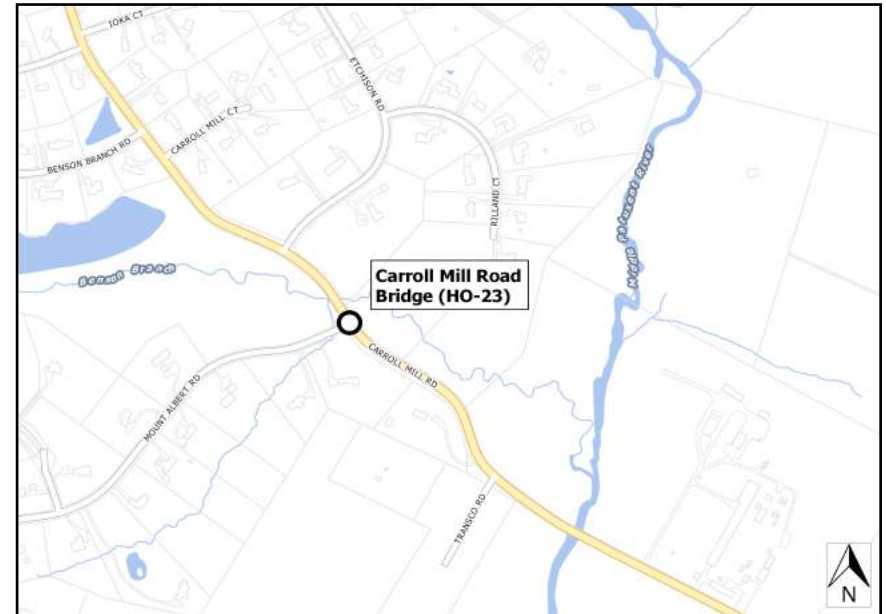 IOKA CT
ETCHISON RD
CARROLL MILL CT
BENSON BRANCH RD
RILLAND CT
Middle Patuxent River
Benson Branch
Carroll Mill Road
Bridge (HO-23)
CARROLL MILL RD
MOUNT ALBERT RD
TRANSCO RD
N